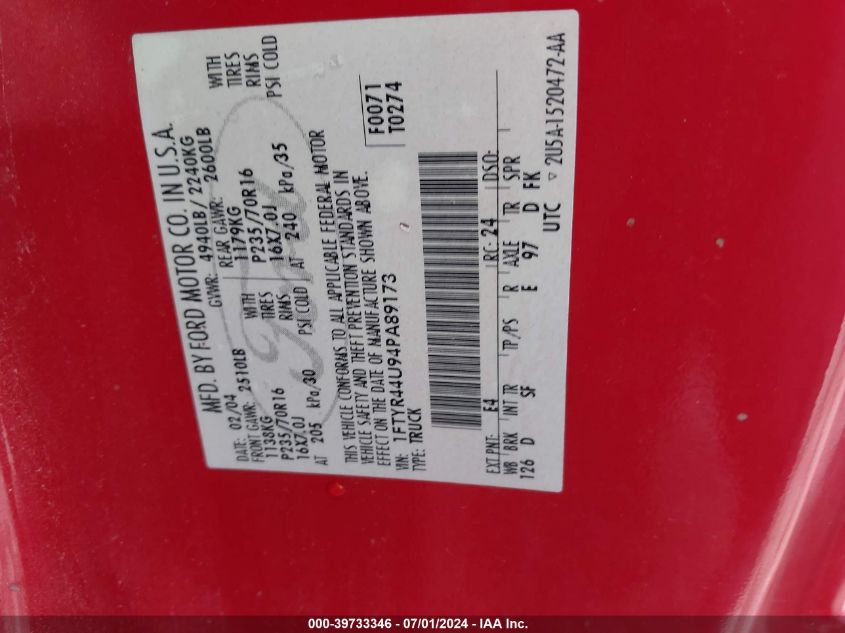 MFD. BY FORD MOTOR CO. IN U.S.A.
DATE: 02/04 GVWR: 4940LB/ 2240KG
FRONT GAWR: 2510LB REAR GAWR: 2600LB
1138KG WITH 1179KG WITH
P235/70R16 TIRES P235/70R16 TIRES
16X7.0J RIMS 16X7.0J RIMS
AT 205 kPa/30 PSI COLD AT 240 kPa/35 PSI COLD
THIS VEHICLE CONFORMS TO ALL APPLICABLE FEDERAL MOTOR
VEHICLE SAFETY AND THEFT PREVENTION STANDARDS IN
EFFECT ON THE DATE OF MANUFACTURE SHOWN ABOVE.
VIN: 1FTYR44U94PA89173
TYPE: TRUCK
F0071
T0274
EXT PNT: E4 RC: 24 DSO:
WB BRK INT TR TP/PS R AXLE TR SPR
126 D SF E 97 D FK
UTC ▽ 2U5A-1520472-AA
Ford
000-39733346 - 07/01/2024 - IAA Inc.